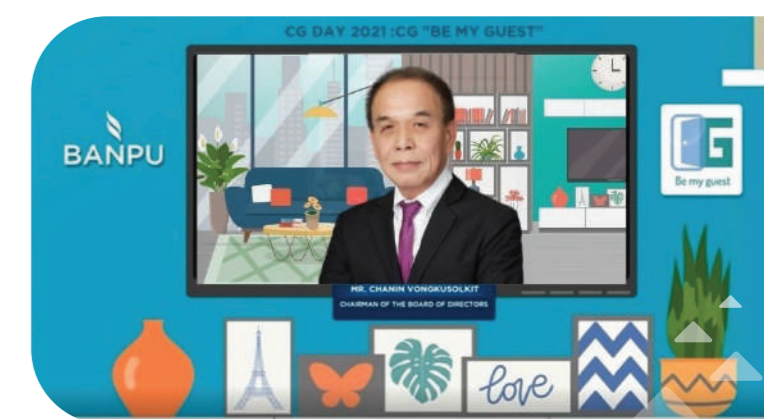 CG DAY 2021 :CG "BE MY GUEST"
BANPU
G
Be my guest
MR. CHANIN VONGKUSOLKIT
CHAIRMAN OF THE BOARD OF DIRECTORS
love